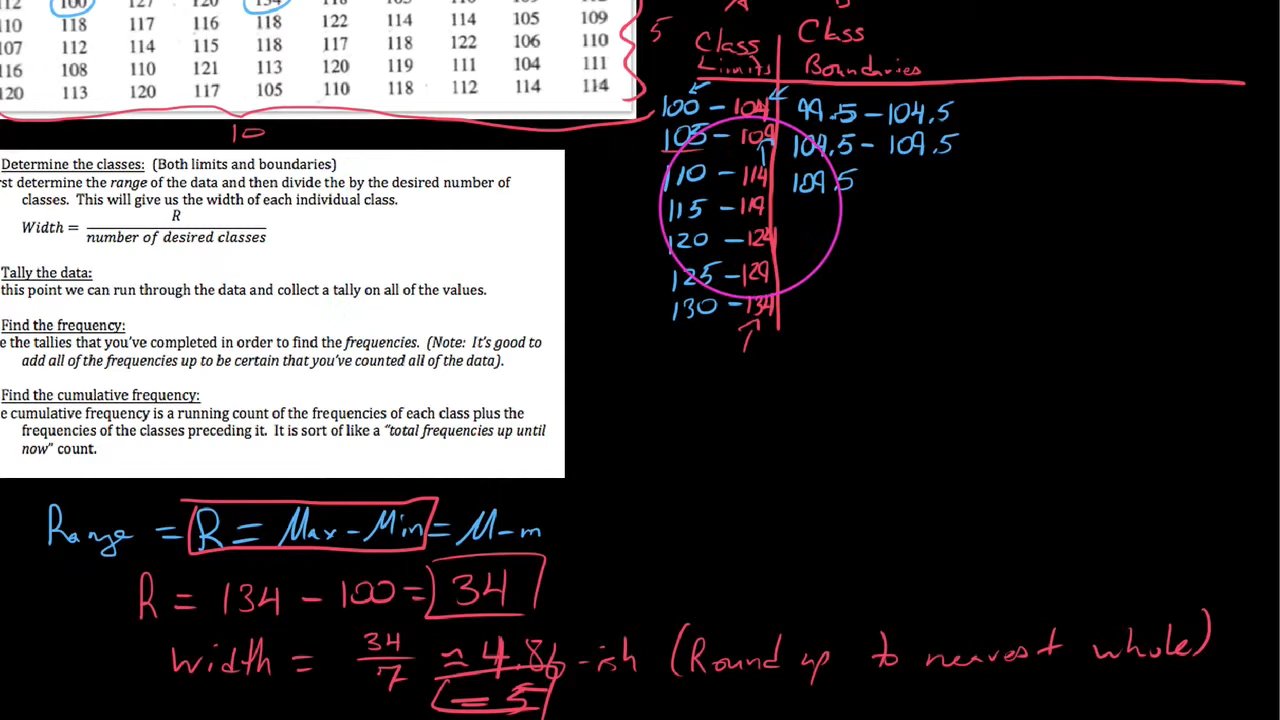 112 100 127 120 134 118 105 110 109 112
110 118 117 116 118 122 114 114 105 109
107 112 114 115 118 117 118 122 106 110
116 108 110 121 113 120 119 111 104 111
120 113 120 117 105 110 118 112 114 114
10
5
Class Limits
Class Boundaries
100 - 104 99.5 - 104.5
105 - 109 104.5 - 109.5
110 - 114 109.5
115 - 119
120 - 124
125 - 129
130 - 134
Determine the classes: (Both limits and boundaries)
rst determine the range of the data and then divide the by the desired number of
classes. This will give us the width of each individual class.
Width = R / number of desired classes
Tally the data:
this point we can run through the data and collect a tally on all of the values.
Find the frequency:
e the tallies that you've completed in order to find the frequencies. (Note: It's good to
add all of the frequencies up to be certain that you've counted all of the data).
Find the cumulative frequency:
e cumulative frequency is a running count of the frequencies of each class plus the
frequencies of the classes preceding it. It is sort of like a "total frequencies up until
now" count.
Range = R = Max - Min = M - m
R = 134 - 100 = 34
width = 34/7 ≈ 4.86-ish (Round up to nearest whole)
= 5